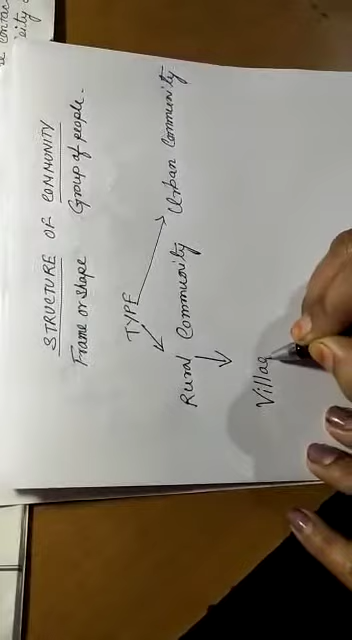 STRUCTURE OF COMMUNITY
Frame or shape Group of people.
TYPE
Rural Community Urban Community
Villag